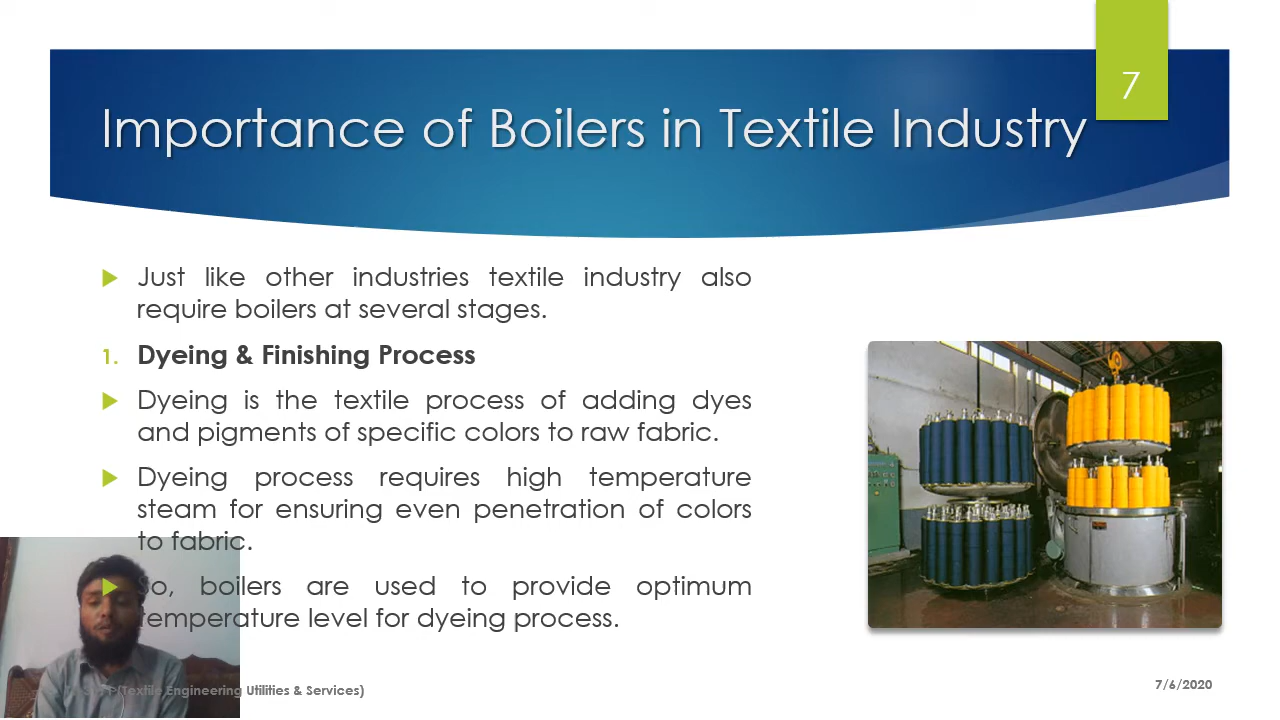 7
Importance of Boilers in Textile Industry
Just like other industries textile industry also
require boilers at several stages.
1. Dyeing & Finishing Process
Dyeing is the textile process of adding dyes
and pigments of specific colors to raw fabric.
Dyeing process requires high temperature
steam for ensuring even penetration of colors
to fabric.
So, boilers are used to provide optimum
temperature level for dyeing process.
(Textile Engineering Utilities & Services)
7/6/2020